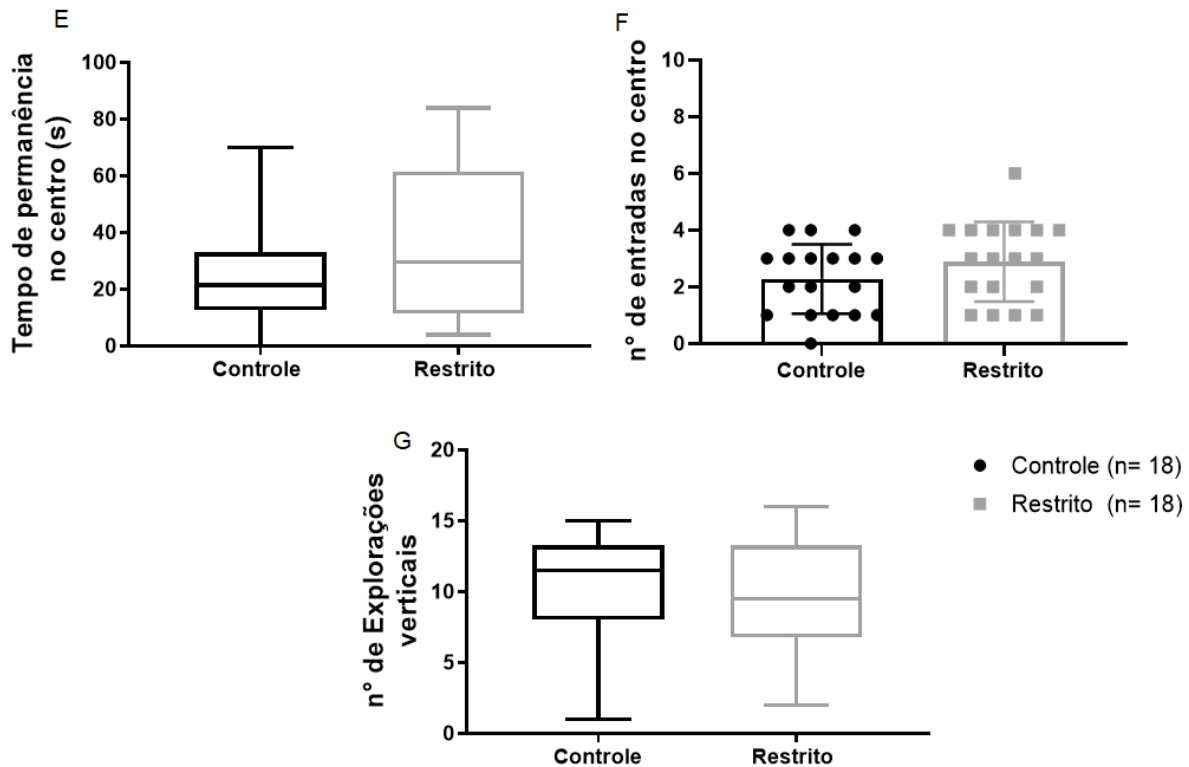 E
Tempo de permanência
no centro (s)
100
80
60
40
20
0
Controle
Restrito
F
n° de entradas no centro
10
8
6
4
2
0
Controle
Restrito
G
n° de Explorações
verticais
20
15
10
5
0
Controle
Restrito
Controle (n= 18)
Restrito (n= 18)